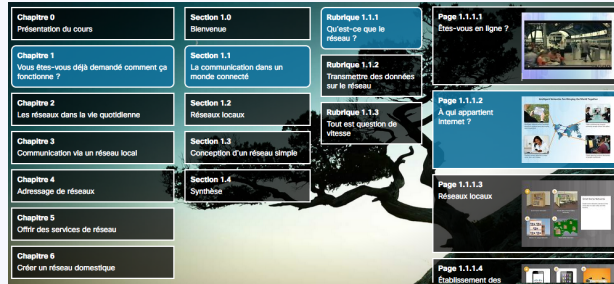 Chapitre 0
Présentation du cours
Chapitre 1
Vous êtes-vous déjà demandé comment ça
fonctionne ?
Chapitre 2
Les réseaux dans la vie quotidienne
Chapitre 3
Communication via un réseau local
Chapitre 4
Adressage de réseaux
Chapitre 5
Offrir des services de réseau
Chapitre 6
Créer un réseau domestique
Section 1.0
Bienvenue
Section 1.1
La communication dans un
monde connecté
Section 1.2
Réseaux locaux
Section 1.3
Conception d'un réseau simple
Section 1.4
Synthèse
Rubrique 1.1.1
Qu'est-ce que le
réseau ?
Rubrique 1.1.2
Transmettre des données
sur le réseau
Rubrique 1.1.3
Tout est question de
vitesse
Page 1.1.1.1
Êtes-vous en ligne ?
Page 1.1.1.2
À qui appartient
Internet ?
Page 1.1.1.3
Réseaux locaux
Page 1.1.1.4
Établissement des